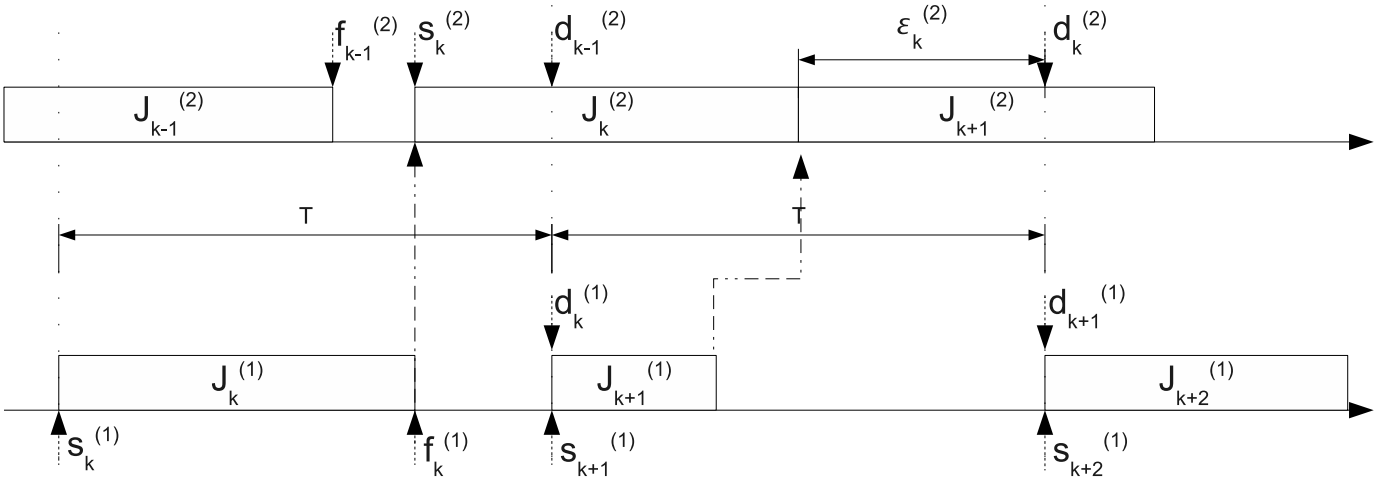 f_{k-1}^{(2)} s_k^{(2)} d_{k-1}^{(2)} ε_k^{(2)} d_k^{(2)}
J_{k-1}^{(2)} J_k^{(2)} J_{k+1}^{(2)}
T T
d_k^{(1)} d_{k+1}^{(1)}
J_k^{(1)} J_{k+1}^{(1)} J_{k+2}^{(1)}
s_k^{(1)} f_k^{(1)} s_{k+1}^{(1)} s_{k+2}^{(1)}